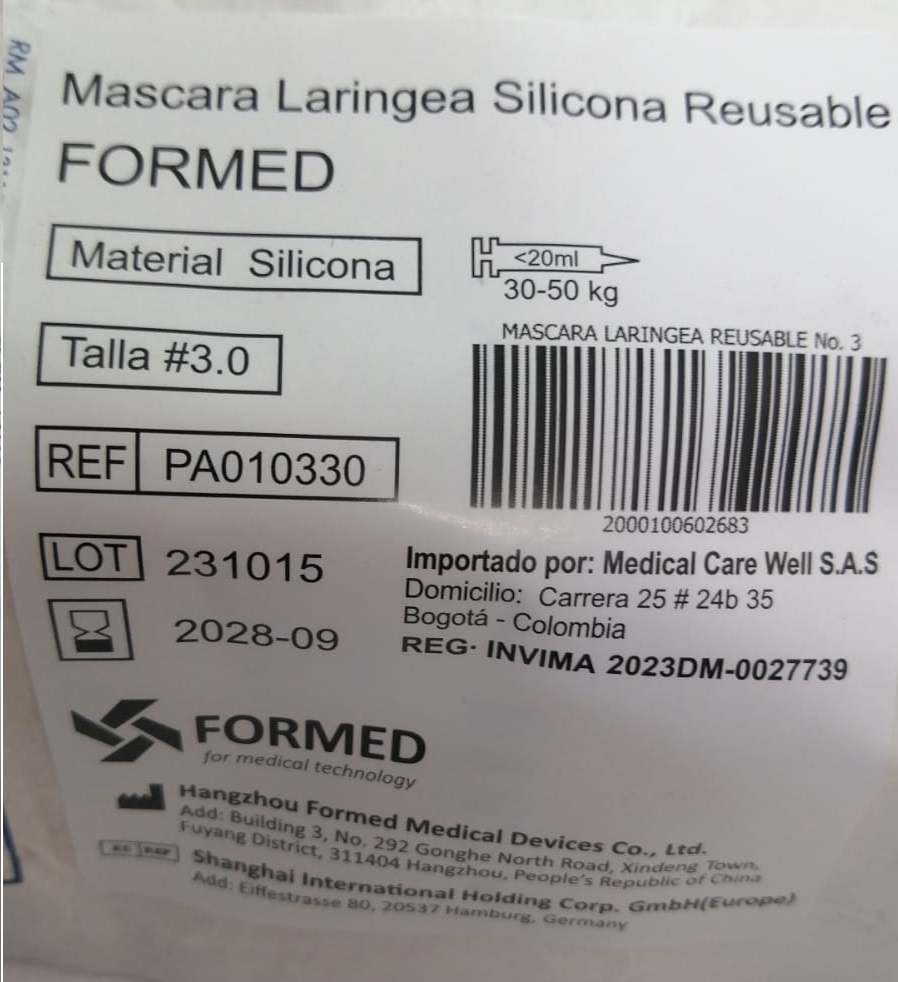 Mascara Laringea Silicona Reusable
FORMED
Material Silicona
<20ml
30-50 kg
Talla #3.0
MASCARA LARINGEA REUSABLE No. 3
REF PA010330
2000100602683
LOT 231015
2028-09
Importado por: Medical Care Well S.A.S
Domicilio: Carrera 25 # 24b 35
Bogotá - Colombia
REG· INVIMA 2023DM-0027739
FORMED
for medical technology
Hangzhou Formed Medical Devices Co., Ltd.
Add: Building 3, No. 292 Gonghe North Road, Xindeng Town,
Fuyang District, 311404 Hangzhou, People's Republic of China
EC REP
Shanghai International Holding Corp. GmbH(Europe)
Add: Eiffestrasse 80, 20537 Hamburg, Germany
RM A02